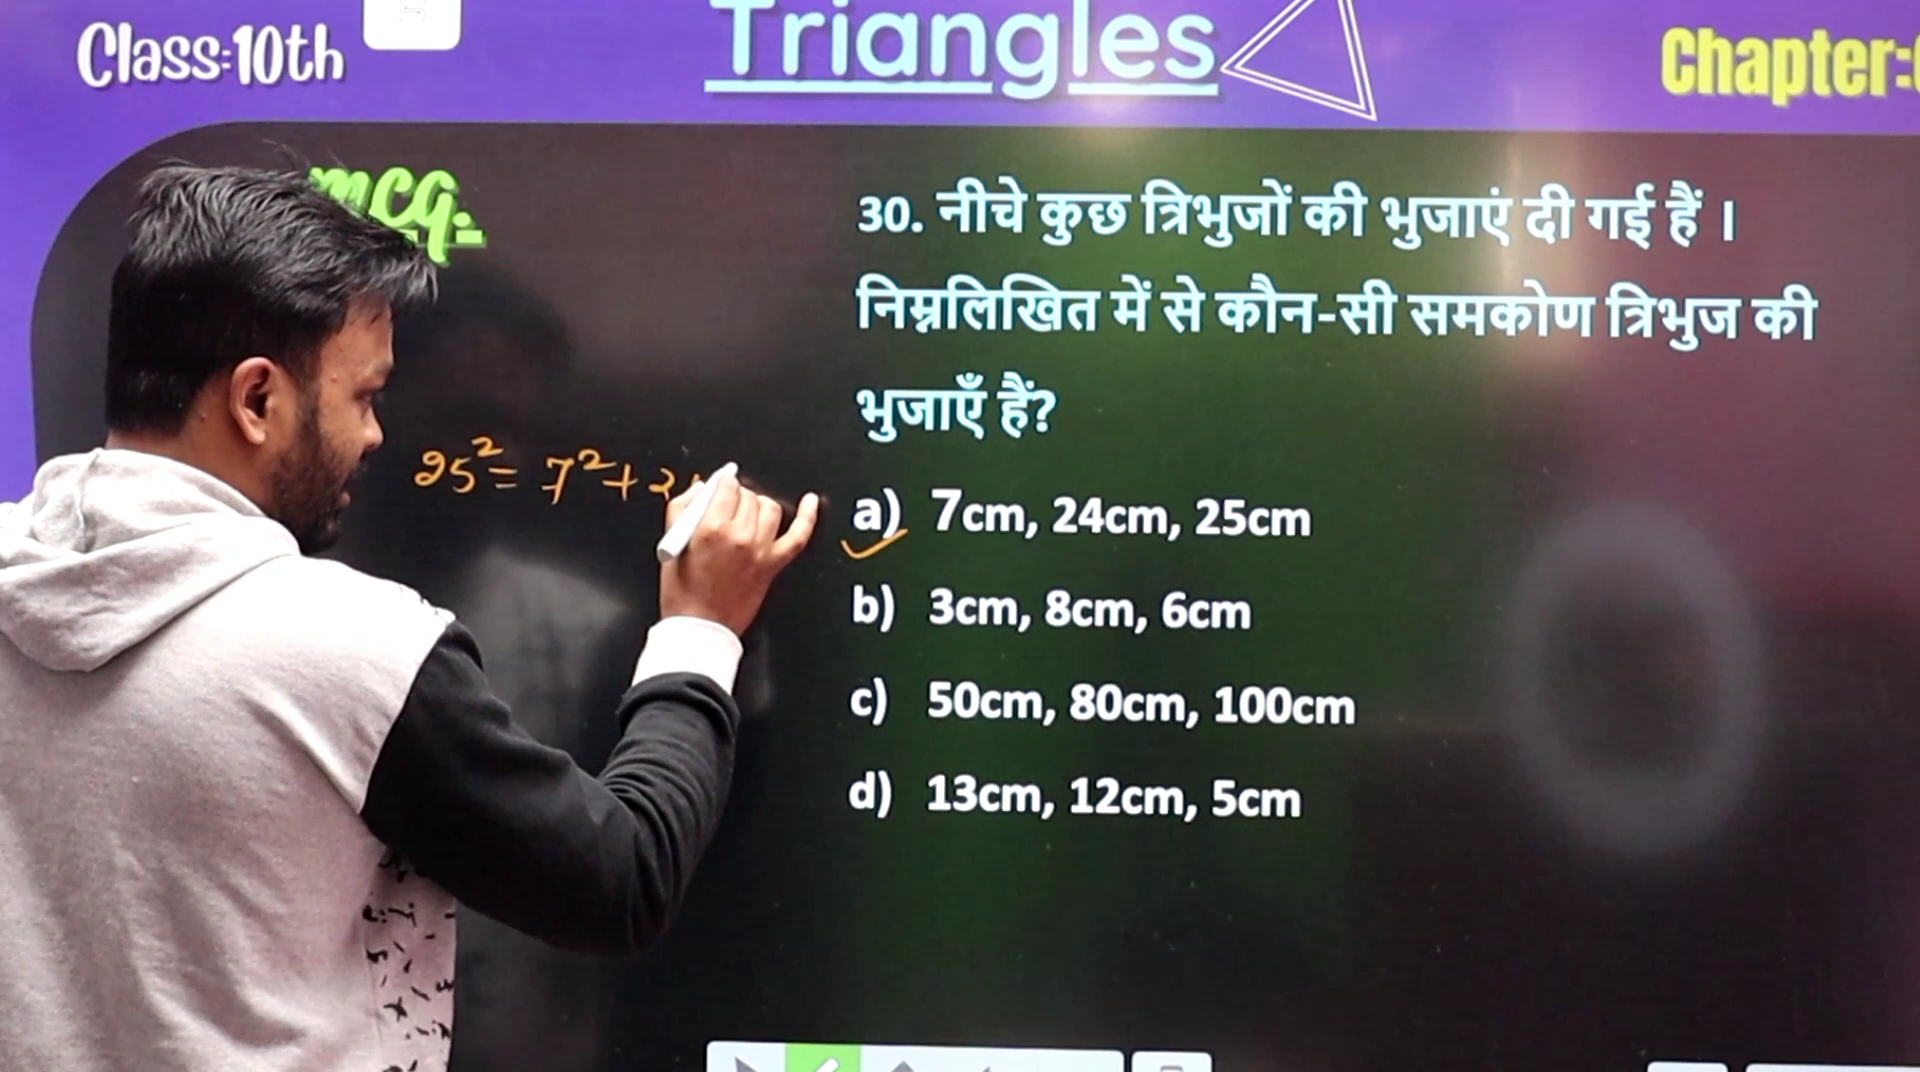 Class:10th
Triangles
Chapter:
MCQ.
30. नीचे कुछ त्रिभुजों की भुजाएं दी गई हैं ।
निम्नलिखित में से कौन-सी समकोण त्रिभुज की
भुजाएँ हैं?
25² = 7² + 2
a) 7cm, 24cm, 25cm
b) 3cm, 8cm, 6cm
c) 50cm, 80cm, 100cm
d) 13cm, 12cm, 5cm